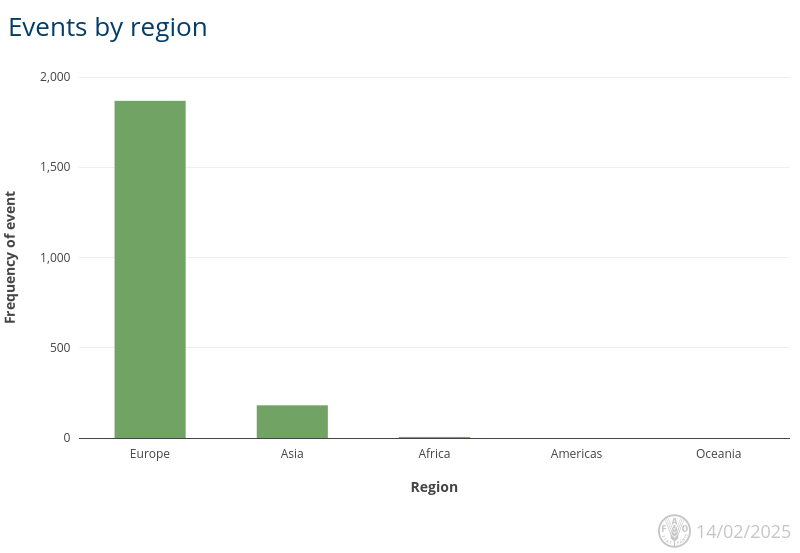 Events by region
2,000
1,500
1,000
500
0
Frequency of event
Europe
Asia
Africa
Americas
Oceania
Region
FAO
14/02/2025